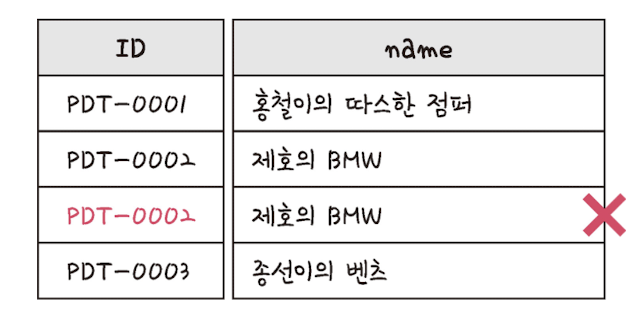 ID name
PDT-0001 홍철이의 따스한 점퍼
PDT-0002 제호의 BMW
PDT-0002 제호의 BMW
PDT-0003 종선이의 벤츠